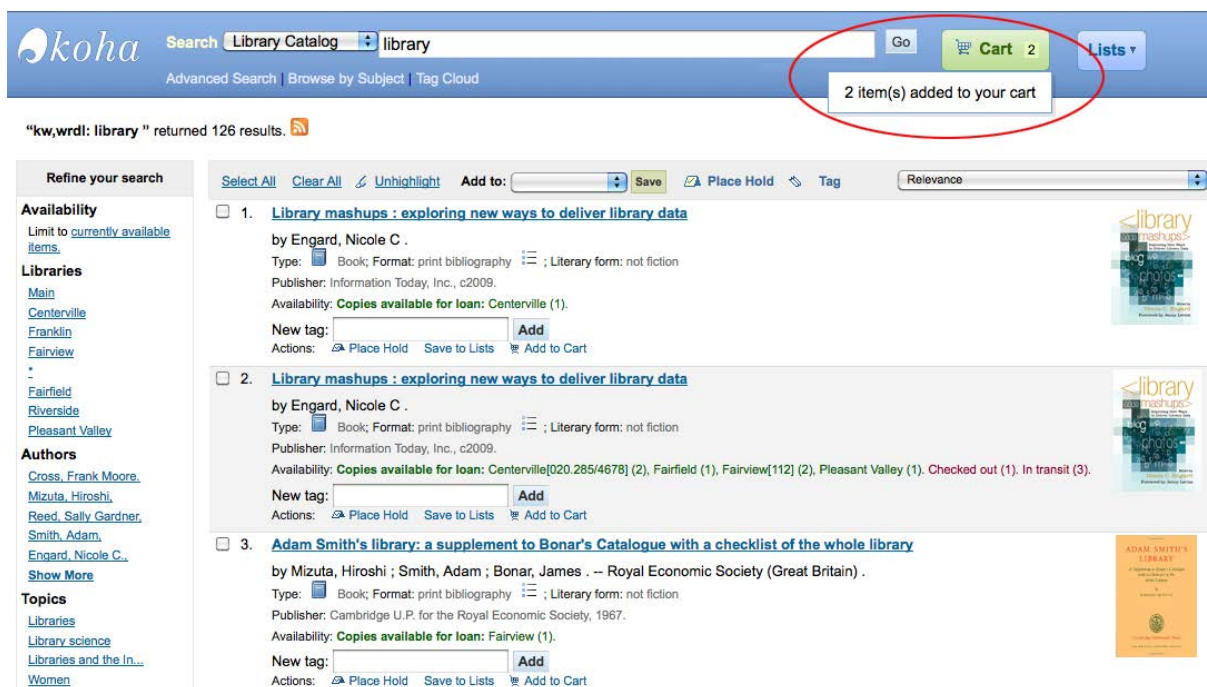 koha
Search Library Catalog library Go Cart 2 Lists
Advanced Search | Browse by Subject | Tag Cloud
2 item(s) added to your cart
“kw,wrdl: library ” returned 126 results.
Refine your search
Availability
Limit to currently available
items.
Libraries
Main
Centerville
Franklin
Fairview
Fairfield
Riverside
Pleasant Valley
Authors
Cross, Frank Moore.
Mizuta, Hiroshi,
Reed, Sally Gardner,
Smith, Adam,
Engard, Nicole C.,
Show More
Topics
Libraries
Library science
Libraries and the In...
Women
Select All Clear All Unhighlight Add to: Save Place Hold Tag Relevance
1. Library mashups : exploring new ways to deliver library data
by Engard, Nicole C .
Type: Book; Format: print bibliography ; Literary form: not fiction
Publisher: Information Today, Inc., c2009.
Availability: Copies available for loan: Centerville (1).
New tag: Add
Actions: Place Hold Save to Lists Add to Cart
<library
mashups>
blog
photos
2. Library mashups : exploring new ways to deliver library data
by Engard, Nicole C .
Type: Book; Format: print bibliography ; Literary form: not fiction
Publisher: Information Today, Inc., c2009.
Availability: Copies available for loan: Centerville[020.285/4678] (2), Fairfield (1), Fairview[112] (2), Pleasant Valley (1). Checked out (1). In transit (3).
New tag: Add
Actions: Place Hold Save to Lists Add to Cart
<library
mashups>
blog
photos
3. Adam Smith's library: a supplement to Bonar's Catalogue with a checklist of the whole library
by Mizuta, Hiroshi ; Smith, Adam ; Bonar, James . -- Royal Economic Society (Great Britain) .
Type: Book; Format: print bibliography ; Literary form: not fiction
Publisher: Cambridge U.P. for the Royal Economic Society, 1967.
Availability: Copies available for loan: Fairview (1).
New tag: Add
Actions: Place Hold Save to Lists Add to Cart
ADAM SMITH'S
LIBRARY